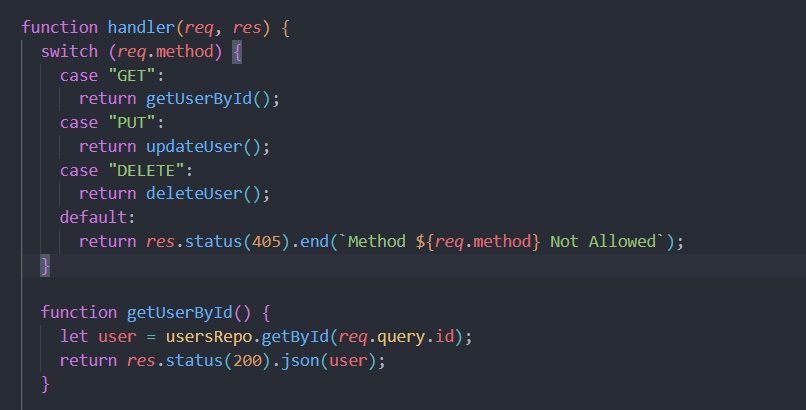 function handler(req, res) {
  switch (req.method) {
    case "GET":
      return getUserById();
    case "PUT":
      return updateUser();
    case "DELETE":
      return deleteUser();
    default:
      return res.status(405).end(`Method ${req.method} Not Allowed`);
  }

  function getUserById() {
    let user = usersRepo.getById(req.query.id);
    return res.status(200).json(user);
  }